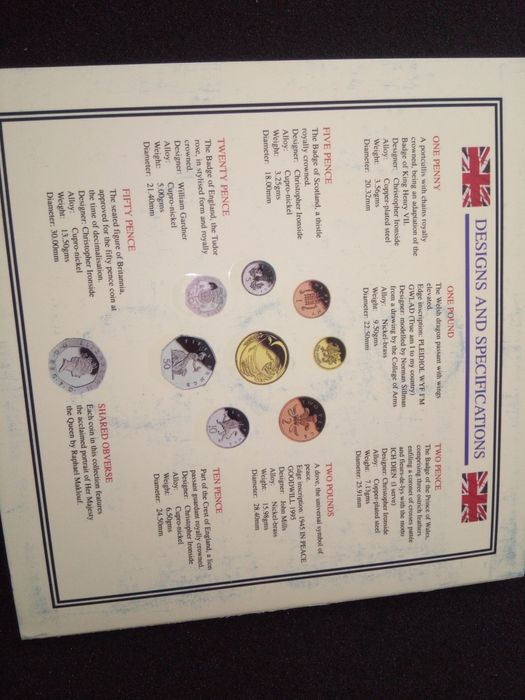 DESIGNS AND SPECIFICATIONS
ONE PENNY
A portcullis with chains royally
crowned, being an adaptation of the
Badge of King Henry VII.
Designer: Christopher Ironside
Alloy: Copper-plated steel
Weight: 3.56gms
Diameter: 20.32mm
ONE POUND
The Welsh dragon passant with wings
elevated.
Edge inscription: PLEIDIOL WYF I'M
GWLAD (True am I to my country)
Designer: modelled by Norman Sillman
from a drawing by the College of Arms
Alloy: Nickel-brass
Weight: 9.50gms
Diameter: 22.50mm
TWO PENCE
The Badge of the Prince of Wales,
comprising three ostrich feathers
enfiling a coronet of crosses pattee
and fleurs-de-lys with the motto
ICH DIEN (I serve)
Designer: Christopher Ironside
Alloy: Copper-plated steel
Weight: 7.13gms
Diameter: 25.91mm
FIVE PENCE
The Badge of Scotland, a thistle
royally crowned.
Designer: Christopher Ironside
Alloy: Cupro-nickel
Weight: 3.25gms
Diameter: 18.00mm
TWO POUNDS
A dove, the universal symbol of
peace.
Edge inscription: 1945 IN PEACE
GOODWILL 1995
Designer: John Mills
Alloy: Nickel-brass
Weight: 15.98gms
Diameter: 28.40mm
TWENTY PENCE
The Badge of England, the Tudor
rose, in stylised form and royally
crowned.
Designer: William Gardner
Alloy: Cupro-nickel
Weight: 5.00gms
Diameter: 21.40mm
TEN PENCE
Part of the Crest of England, a lion
passant guardant royally crowned.
Designer: Christopher Ironside
Alloy: Cupro-nickel
Weight: 6.50gms
Diameter: 24.50mm
FIFTY PENCE
The seated figure of Britannia,
approved for the fifty pence coin at
the time of decimalisation.
Designer: Christopher Ironside
Alloy: Cupro-nickel
Weight: 13.50gms
Diameter: 30.00mm
SHARED OBVERSE
Each coin in this collection features
the acclaimed portrait of Her Majesty
the Queen by Raphael Maklouf.
1
2
10
50